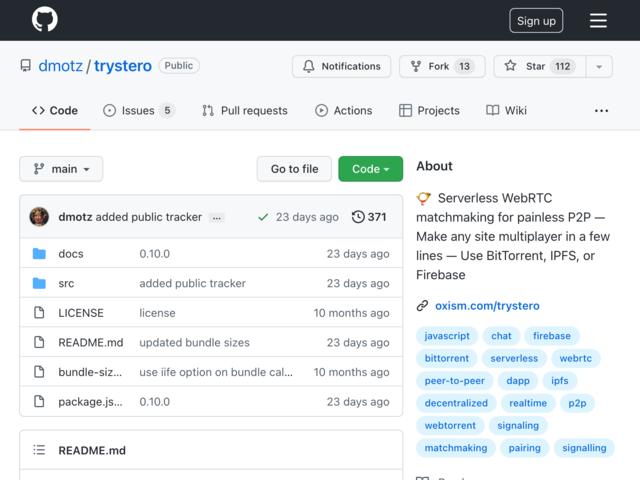 Sign up
dmotz / trystero Public
Notifications Fork 13 Star 112
Code Issues 5 Pull requests Actions Projects Wiki ...
main Go to file Code
dmotz added public tracker ... 23 days ago 371
docs 0.10.0 23 days ago
src added public tracker 23 days ago
LICENSE license 10 months ago
README.md updated bundle sizes 23 days ago
bundle-siz... use iife option on bundle cal... 10 months ago
package.js... 0.10.0 23 days ago
README.md
About
Serverless WebRTC
matchmaking for painless P2P —
Make any site multiplayer in a few
lines — Use BitTorrent, IPFS, or
Firebase
oxism.com/trystero
javascript chat firebase
bittorrent serverless webrtc
peer-to-peer dapp ipfs
decentralized realtime p2p
webtorrent signaling
matchmaking pairing signalling